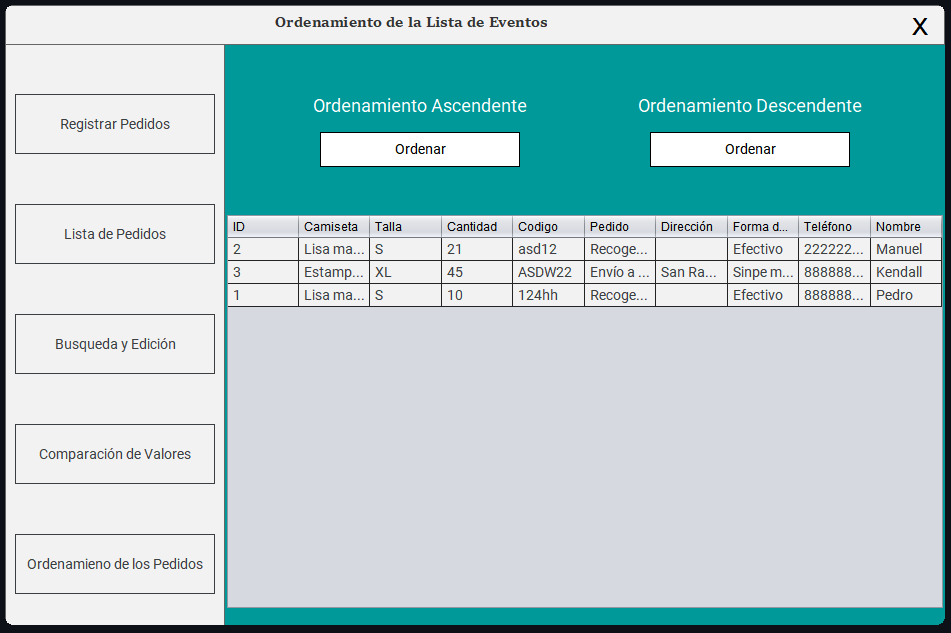 Ordenamiento de la Lista de Eventos
X
Registrar Pedidos
Lista de Pedidos
Busqueda y Edición
Comparación de Valores
Ordenamieno de los Pedidos
Ordenamiento Ascendente Ordenamiento Descendente
Ordenar Ordenar
ID Camiseta Talla Cantidad Codigo Pedido Dirección Forma d... Teléfono Nombre
2 Lisa ma... S 21 asd12 Recoge... Efectivo 222222... Manuel
3 Estamp... XL 45 ASDW22 Envío a ... San Ra... Sinpe m... 888888... Kendall
1 Lisa ma... S 10 124hh Recoge... Efectivo 888888... Pedro